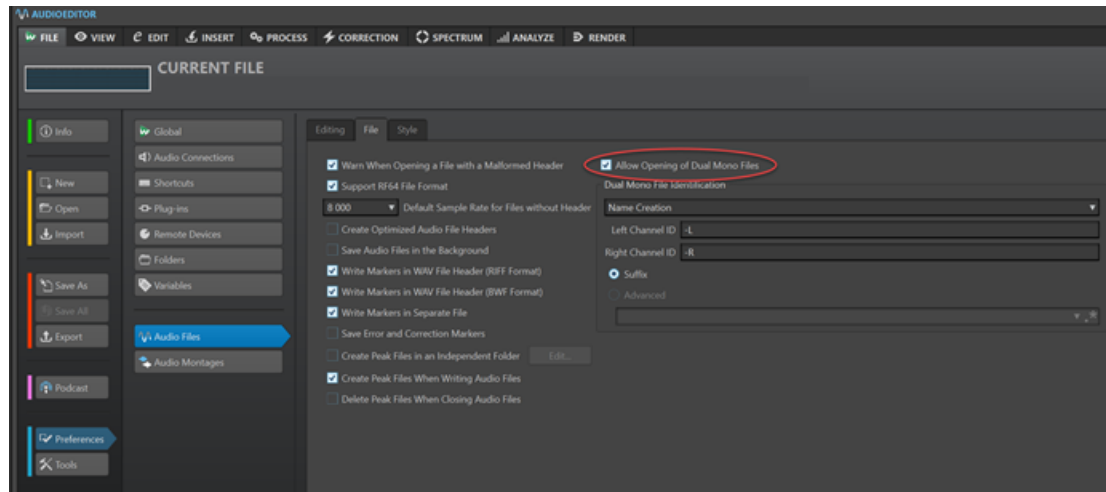 AUDIOEDITOR
FILE VIEW EDIT INSERT PROCESS CORRECTION SPECTRUM ANALYZE RENDER
CURRENT FILE
Info
New
Open
Import
Save As
Save All
Export
Podcast
Preferences
Tools
Global
Audio Connections
Shortcuts
Plug-ins
Remote Devices
Folders
Variables
Audio Files
Audio Montages
Editing File Style
Warn When Opening a File with a Malformed Header
Support RF64 File Format
8 000 Default Sample Rate for Files without Header
Create Optimized Audio File Headers
Save Audio Files in the Background
Write Markers in WAV File Header (RIFF Format)
Write Markers in WAV File Header (BWF Format)
Write Markers in Separate File
Save Error and Correction Markers
Create Peak Files in an Independent Folder Edit...
Create Peak Files When Writing Audio Files
Delete Peak Files When Closing Audio Files
Allow Opening of Dual Mono Files
Dual Mono File Identification
Name Creation
Left Channel ID -L
Right Channel ID -R
Suffix
Advanced